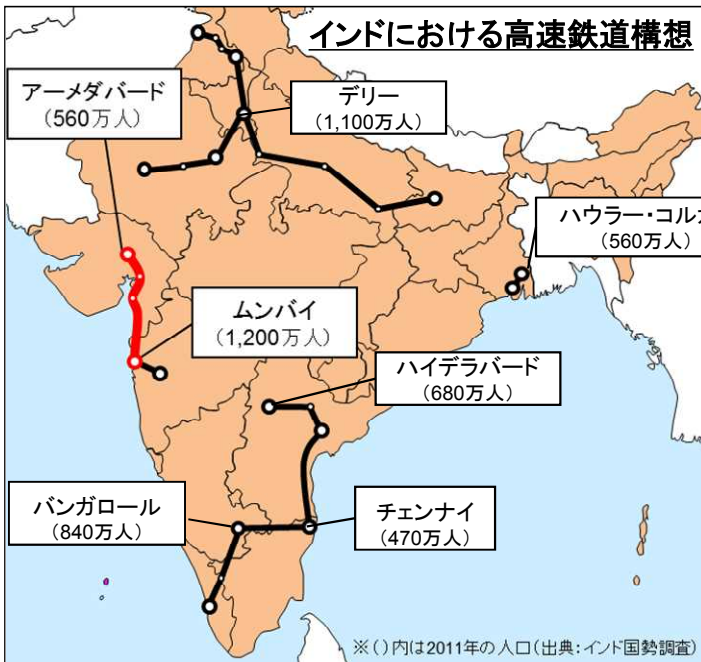 インドにおける高速鉄道構想
アーメダバード
(560万人)
デリー
(1,100万人)
ハウラー・コルカ
(560万人)
ムンバイ
(1,200万人)
ハイデラバード
(680万人)
バンガロール
(840万人)
チェンナイ
(470万人)
※()内は2011年の人口(出典:インド国勢調査)